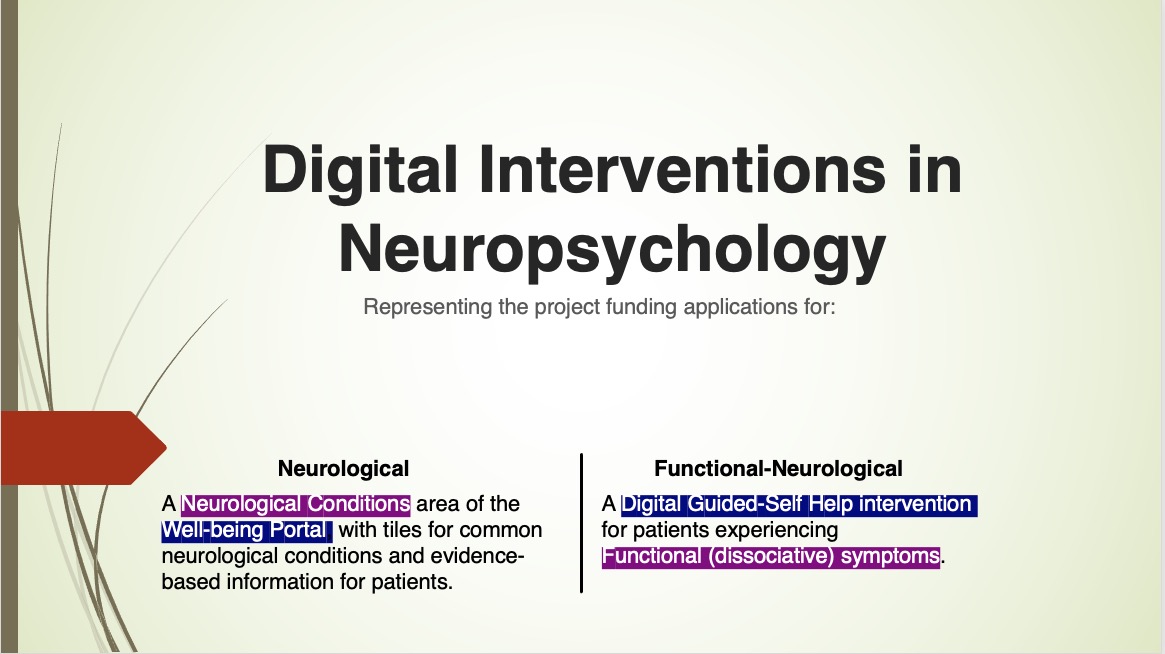 Digital Interventions in
Neuropsychology
Representing the project funding applications for:
Neurological
A Neurological Conditions area of the
Well-being Portal, with tiles for common
neurological conditions and evidence-
based information for patients.
Functional-Neurological
A Digital Guided-Self Help intervention
for patients experiencing
Functional (dissociative) symptoms.